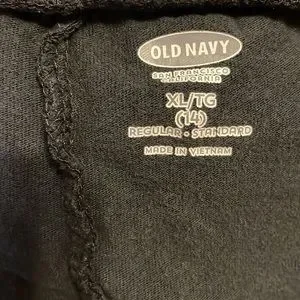 OLD NAVY
SAN FRANCISCO
CALIFORNIA
XL/TG
(14)
REGULAR • STANDARD
MADE IN VIETNAM